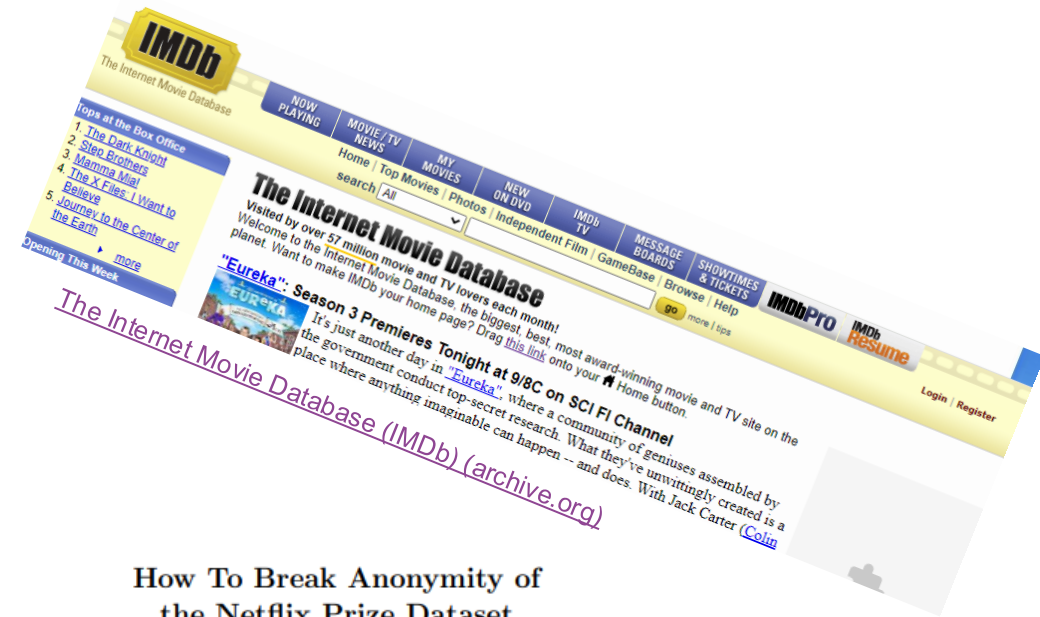 IMDb
The Internet Movie Database
NOW PLAYING
MOVIE / TV NEWS
MY MOVIES
NEW ON DVD
IMDb TV
MESSAGE BOARDS
SHOWTIMES & TICKETS
IMDbPro
IMDb Resume
Home | Top Movies | Photos | Independent Film | GameBase | Browse | Help
search All go more | tips
Login | Register
Tops at the Box Office
1. The Dark Knight
2. Step Brothers
3. Mamma Mia!
4. The X Files: I Want to
Believe
5. Journey to the Center of
the Earth
more
Opening This Week
The Internet Movie Database
Visited by over 57 million movie and TV lovers each month!
Welcome to the Internet Movie Database, the biggest, best, most award-winning movie and TV site on the
planet. Want to make IMDb your home page? Drag this link onto your Home button.
"Eureka": Season 3 Premieres Tonight at 9/8C on SCI FI Channel
EUREKA
It's just another day in "Eureka", where a community of geniuses assembled by
the government conduct top-secret research. What they've unwittingly created is a
place where anything imaginable can happen -- and does. With Jack Carter (Colin
The Internet Movie Database (IMDb) (archive.org)
How To Break Anonymity of
the Netflix Prize Dataset